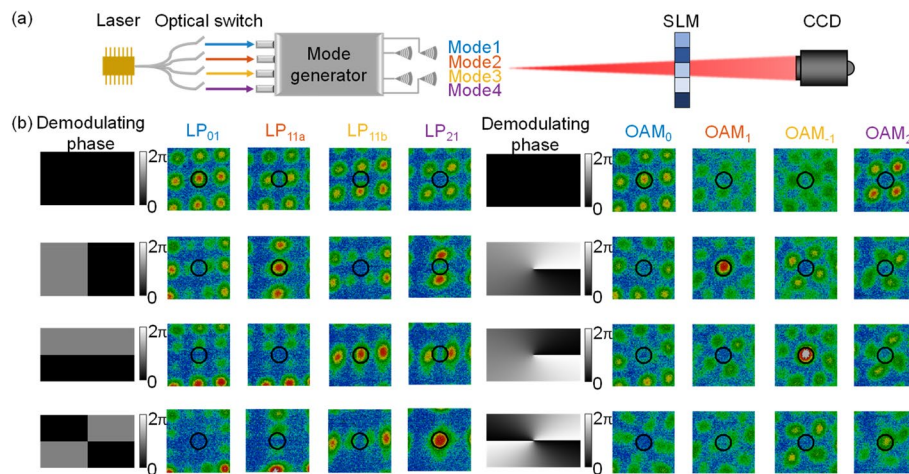 (a)
Laser
Optical switch
Mode generator
Mode1
Mode2
Mode3
Mode4
SLM
CCD
(b)
Demodulating phase
LP01
LP11a
LP11b
LP21
Demodulating phase
OAM0
OAM1
OAM-1
OAM2
2π
0
2π
0
2π
0
2π
0
2π
0
2π
0
2π
0
2π
0